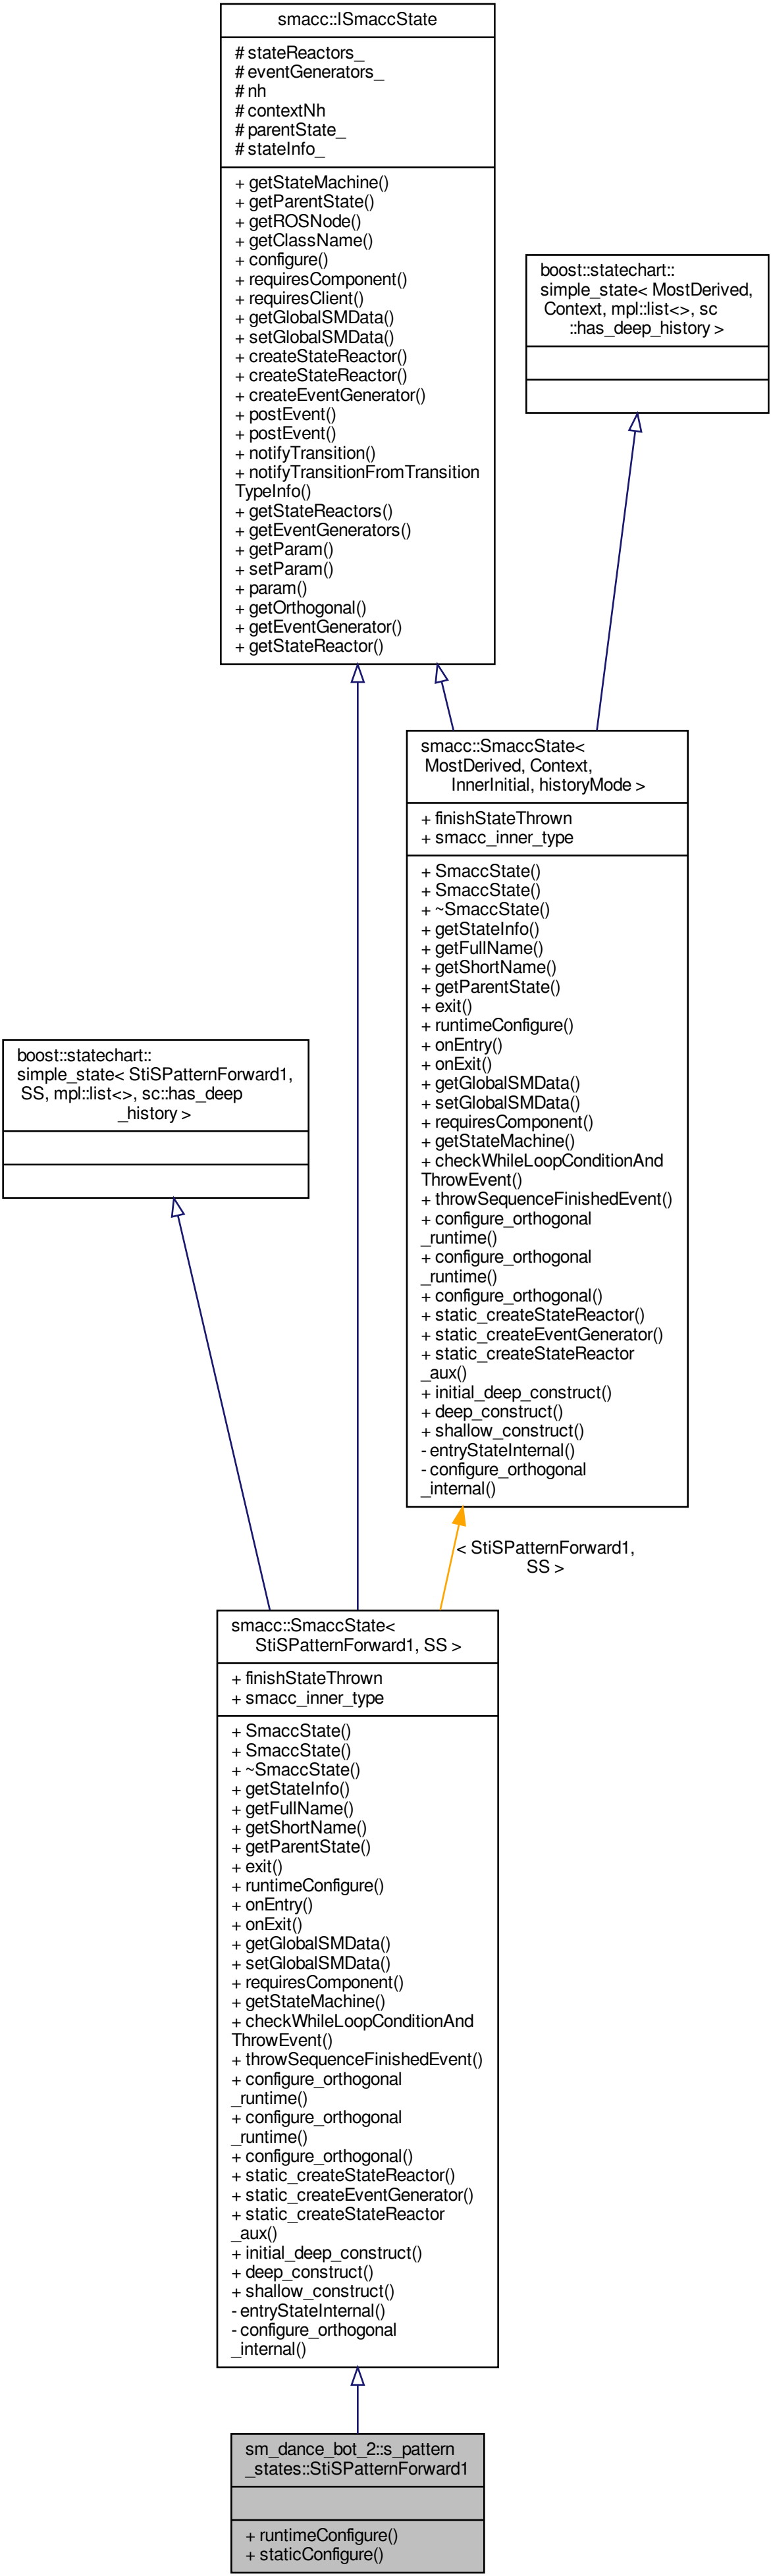 smacc::ISmaccState
# stateReactors_
# eventGenerators_
# nh
# contextNh
# parentState_
# stateInfo_
+ getStateMachine()
+ getParentState()
+ getROSNode()
+ getClassName()
+ configure()
+ requiresComponent()
+ requiresClient()
+ getGlobalSMData()
+ setGlobalSMData()
+ createStateReactor()
+ createStateReactor()
+ createEventGenerator()
+ postEvent()
+ postEvent()
+ notifyTransition()
+ notifyTransitionFromTransition
TypeInfo()
+ getStateReactors()
+ getEventGenerators()
+ getParam()
+ setParam()
+ param()
+ getOrthogonal()
+ getEventGenerator()
+ getStateReactor()
boost::statechart::
simple_state< MostDerived,
Context, mpl::list<>, sc
::has_deep_history >
smacc::SmaccState<
MostDerived, Context,
InnerInitial, historyMode >
+ finishStateThrown
+ smacc_inner_type
+ SmaccState()
+ SmaccState()
+ ~SmaccState()
+ getStateInfo()
+ getFullName()
+ getShortName()
+ getParentState()
+ exit()
+ runtimeConfigure()
+ onEntry()
+ onExit()
+ getGlobalSMData()
+ setGlobalSMData()
+ requiresComponent()
+ getStateMachine()
+ checkWhileLoopConditionAnd
ThrowEvent()
+ throwSequenceFinishedEvent()
+ configure_orthogonal
_runtime()
+ configure_orthogonal
_runtime()
+ configure_orthogonal()
+ static_createStateReactor()
+ static_createEventGenerator()
+ static_createStateReactor
_aux()
+ initial_deep_construct()
+ deep_construct()
+ shallow_construct()
- entryStateInternal()
- configure_orthogonal
_internal()
boost::statechart::
simple_state< StiSPatternForward1,
SS, mpl::list<>, sc::has_deep
_history >
< StiSPatternForward1,
SS >
smacc::SmaccState<
StiSPatternForward1, SS >
+ finishStateThrown
+ smacc_inner_type
+ SmaccState()
+ SmaccState()
+ ~SmaccState()
+ getStateInfo()
+ getFullName()
+ getShortName()
+ getParentState()
+ exit()
+ runtimeConfigure()
+ onEntry()
+ onExit()
+ getGlobalSMData()
+ setGlobalSMData()
+ requiresComponent()
+ getStateMachine()
+ checkWhileLoopConditionAnd
ThrowEvent()
+ throwSequenceFinishedEvent()
+ configure_orthogonal
_runtime()
+ configure_orthogonal
_runtime()
+ configure_orthogonal()
+ static_createStateReactor()
+ static_createEventGenerator()
+ static_createStateReactor
_aux()
+ initial_deep_construct()
+ deep_construct()
+ shallow_construct()
- entryStateInternal()
- configure_orthogonal
_internal()
sm_dance_bot_2::s_pattern
_states::StiSPatternForward1
+ runtimeConfigure()
+ staticConfigure()